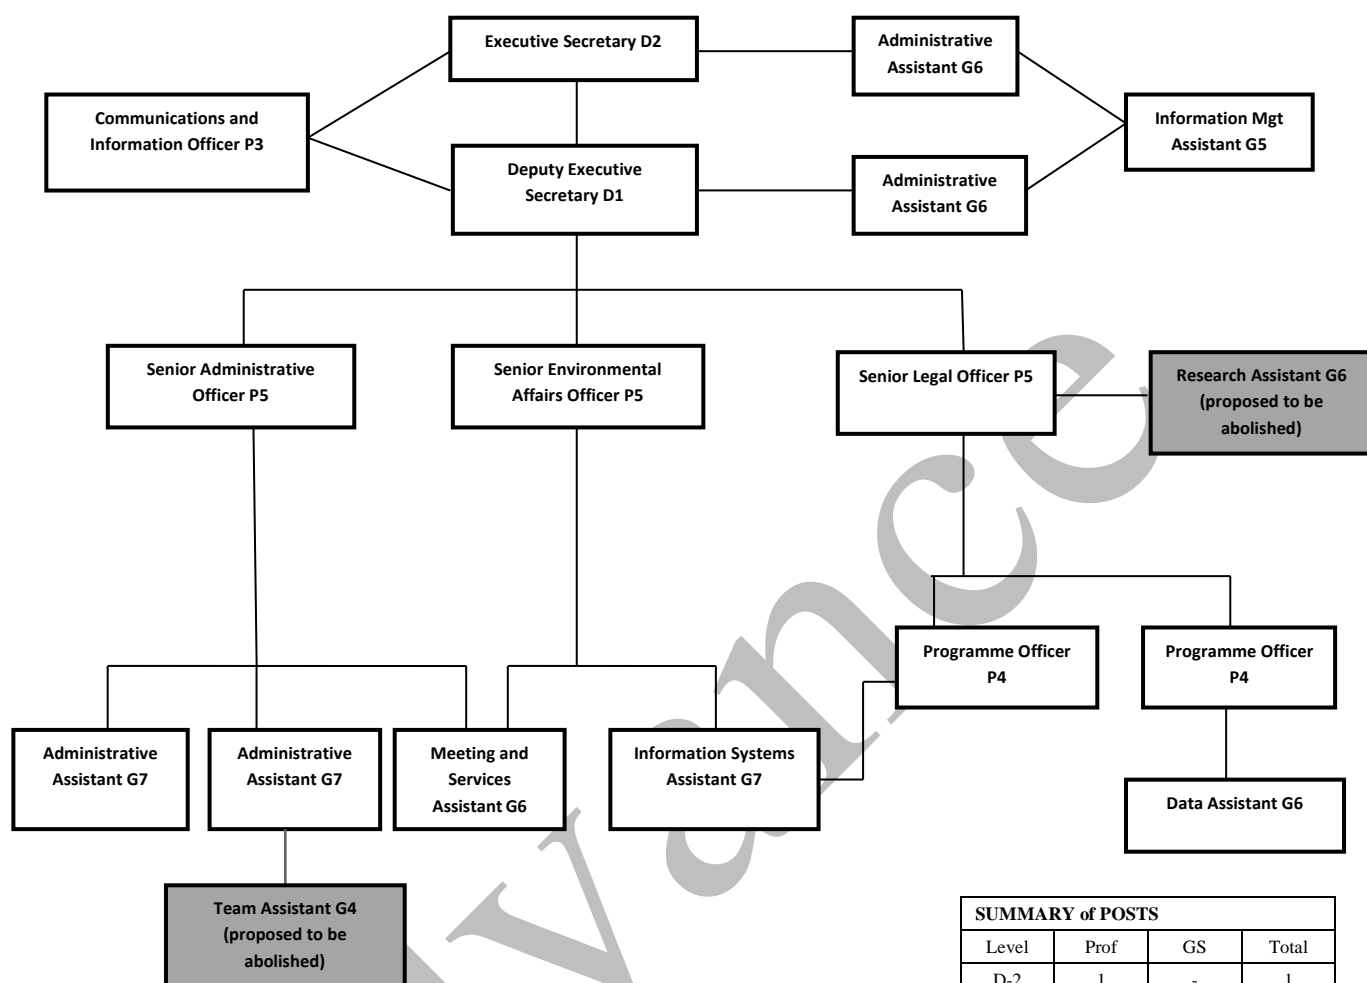 Executive Secretary D2
Administrative
Assistant G6
Communications and
Information Officer P3
Information Mgt
Assistant G5
Deputy Executive
Secretary D1
Administrative
Assistant G6
Senior Administrative
Officer P5
Senior Environmental
Affairs Officer P5
Senior Legal Officer P5
Research Assistant G6
(proposed to be
abolished)
Programme Officer
P4
Programme Officer
P4
Administrative
Assistant G7
Administrative
Assistant G7
Meeting and
Services
Assistant G6
Information Systems
Assistant G7
Data Assistant G6
Team Assistant G4
(proposed to be
abolished)
SUMMARY of POSTS
Level Prof GS Total
D-2 1 - 1
vance